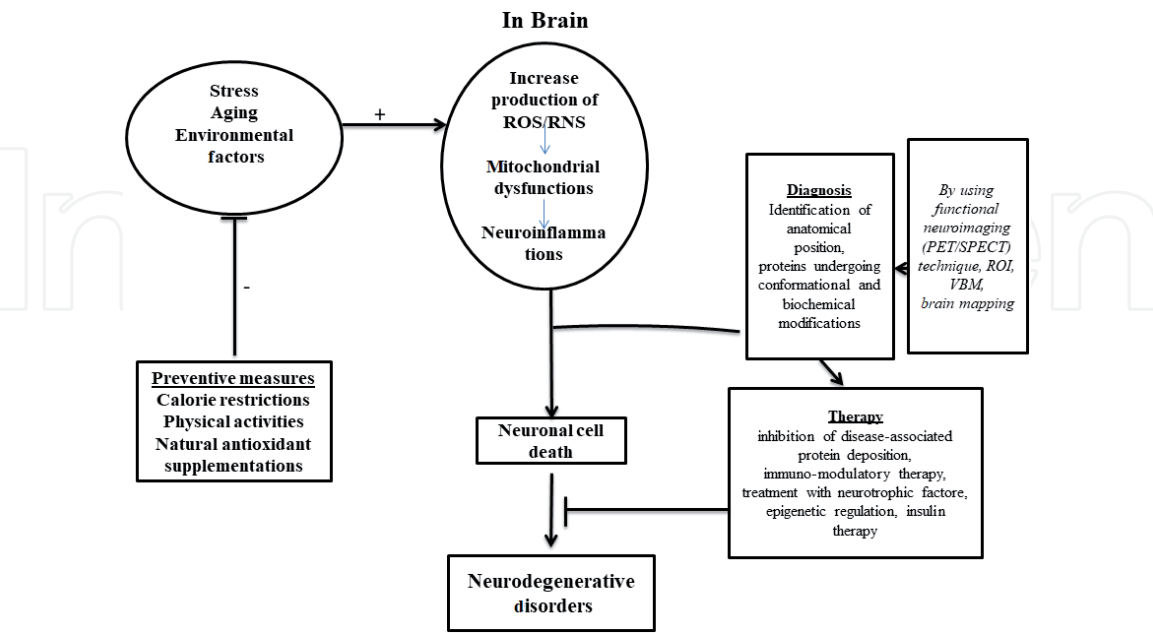 In Brain
Stress
Aging
Environmental
factors
+
Increase
production of
ROS/RNS
Mitochondrial
dysfunctions
Neuroinflamma
tions
-
Preventive measures
Calorie restrictions
Physical activities
Natural antioxidant
supplementations
Diagnosis
Identification of
anatomical
position,
proteins undergoing
conformational and
biochemical
modifications
By using
functional
neuroimaging
(PET/SPECT)
technique, ROI,
VBM,
brain mapping
Neuronal cell
death
Therapy
inhibition of disease-associated
protein deposition,
immuno-modulatory therapy,
treatment with neurotrophic factore,
epigenetic regulation, insulin
therapy
Neurodegenerative
disorders